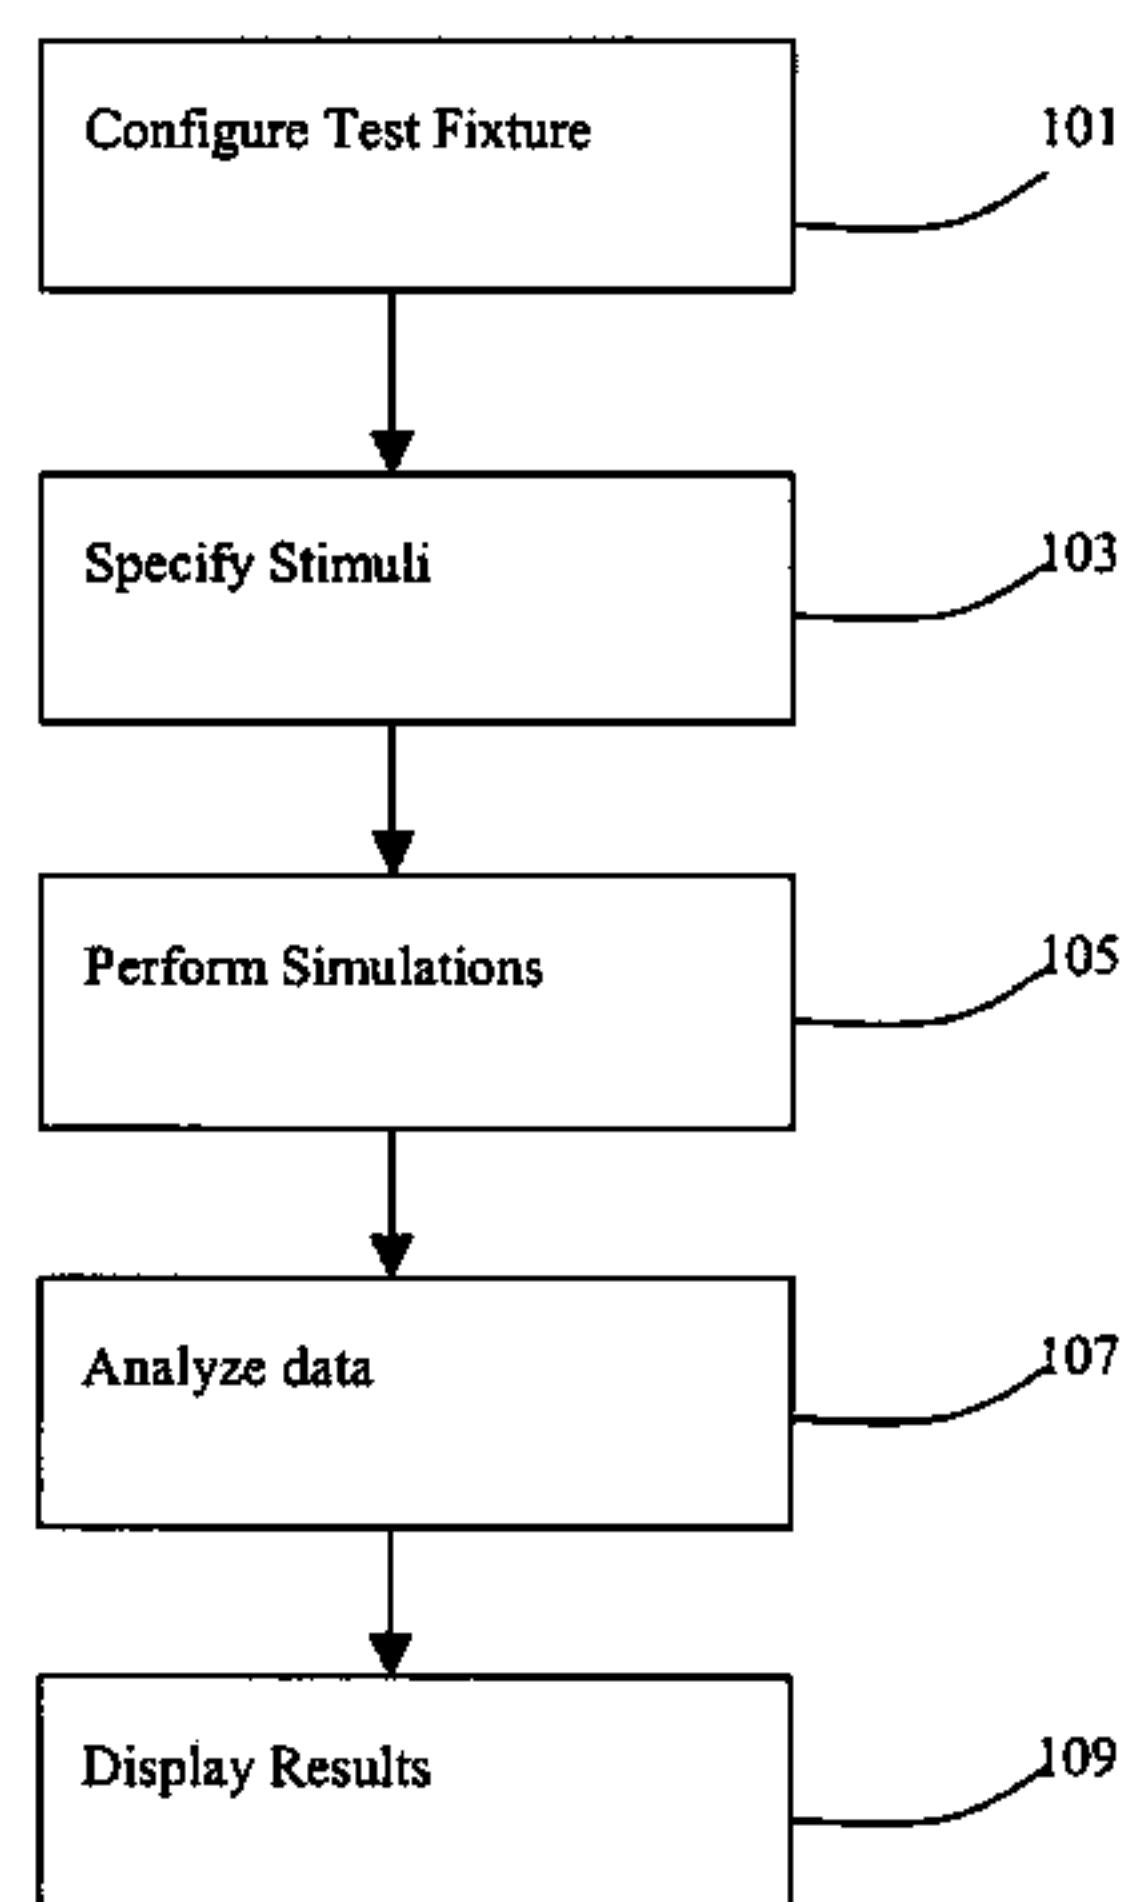 Configure Test Fixture
101
Specify Stimuli
103
Perform Simulations
105
Analyze data
107
Display Results
109